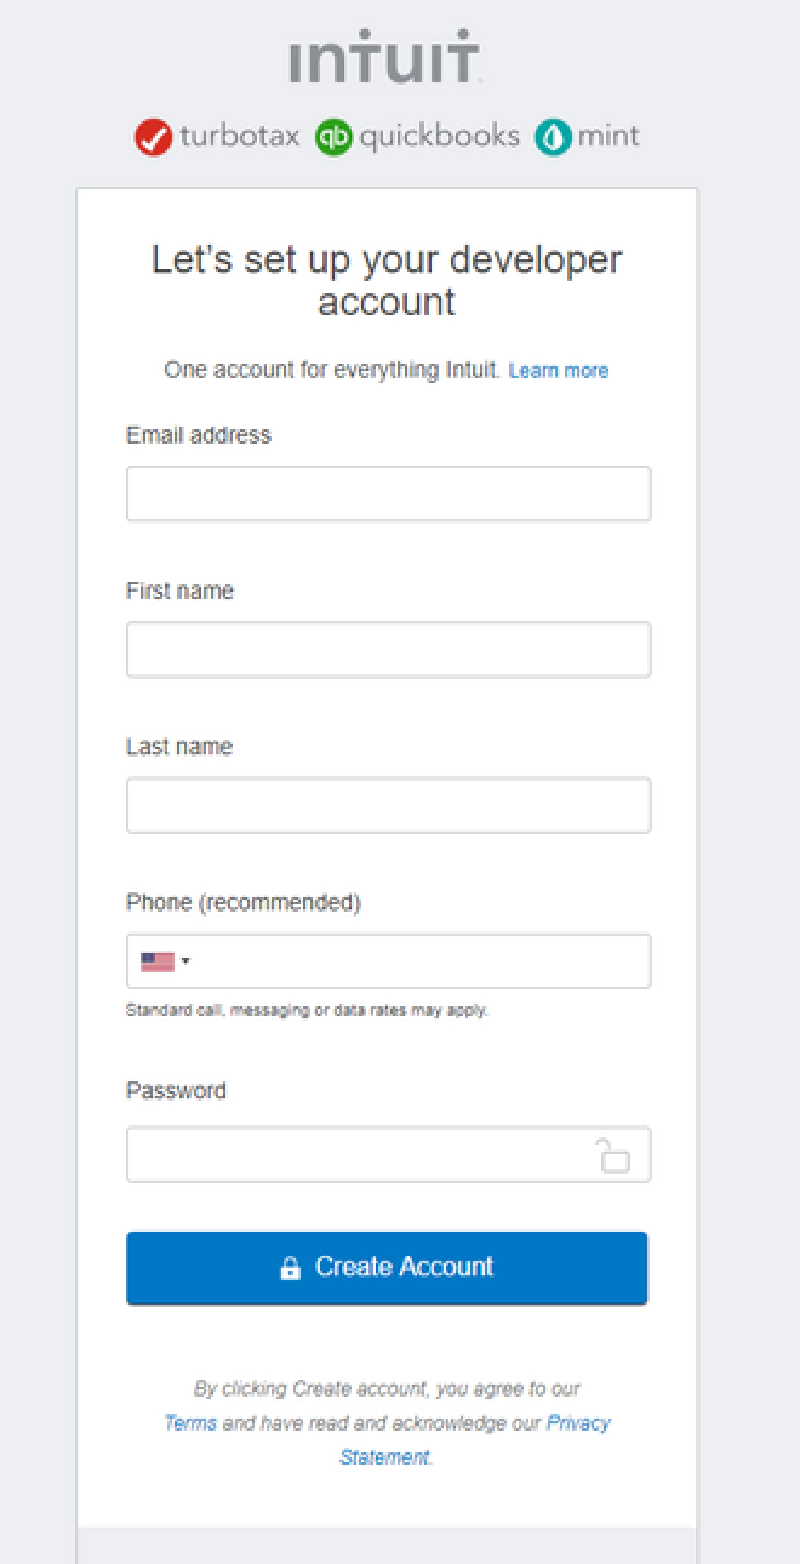 intuit
turbotax qb quickbooks mint
Let's set up your developer
account
One account for everything Intuit. Learn more
Email address
First name
Last name
Phone (recommended)
Standard call, messaging or data rates may apply.
Password
Create Account
By clicking Create account, you agree to our
Terms and have read and acknowledge our Privacy
Statement.